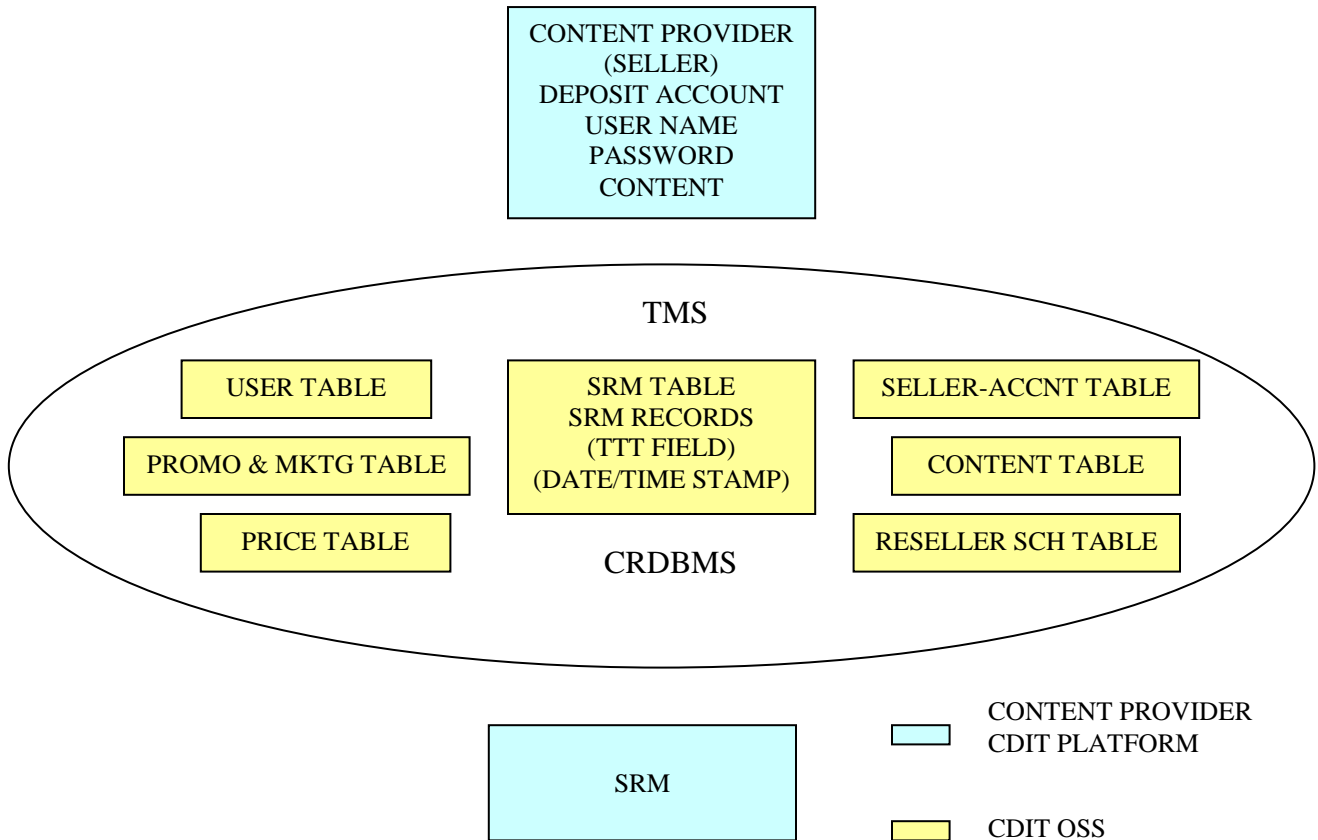 CONTENT PROVIDER
(SELLER)
DEPOSIT ACCOUNT
USER NAME
PASSWORD
CONTENT
TMS
USER TABLE
PROMO & MKTG TABLE
PRICE TABLE
SRM TABLE
SRM RECORDS
(TTT FIELD)
(DATE/TIME STAMP)
CRDBMS
SELLER-ACCNT TABLE
CONTENT TABLE
RESELLER SCH TABLE
SRM
CONTENT PROVIDER
CDIT PLATFORM
CDIT OSS